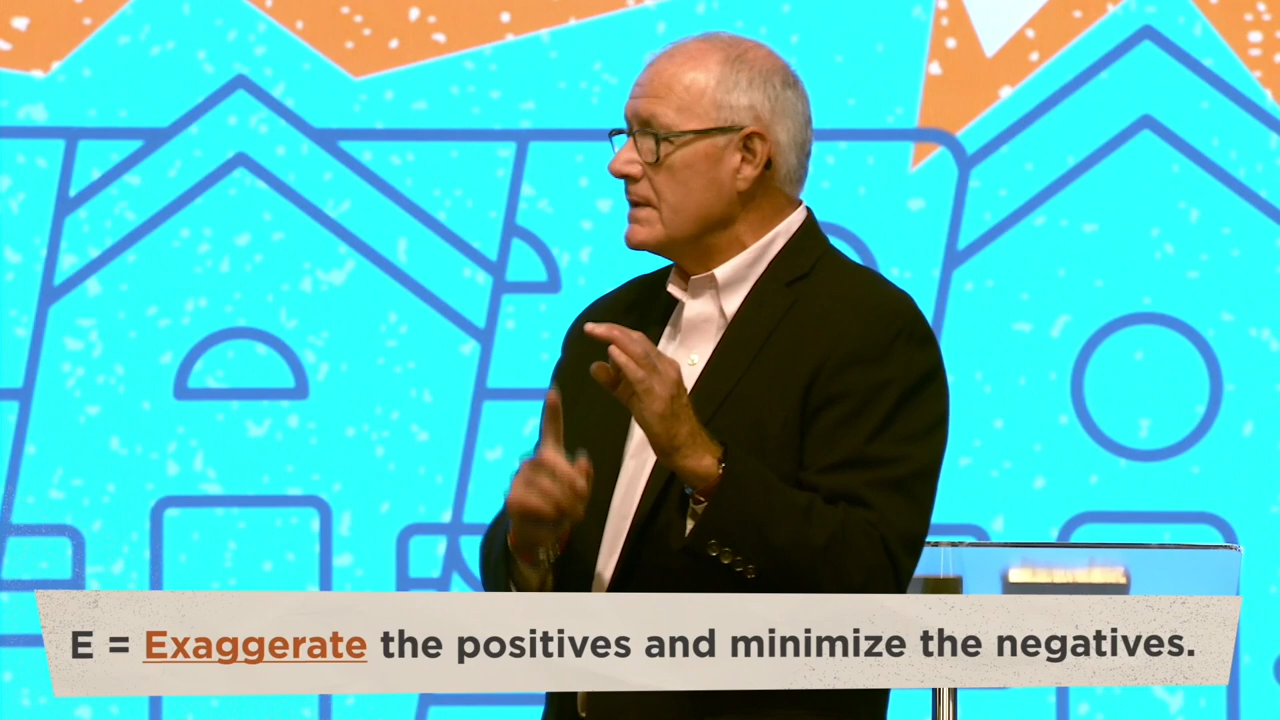 E = Exaggerate the positives and minimize the negatives.